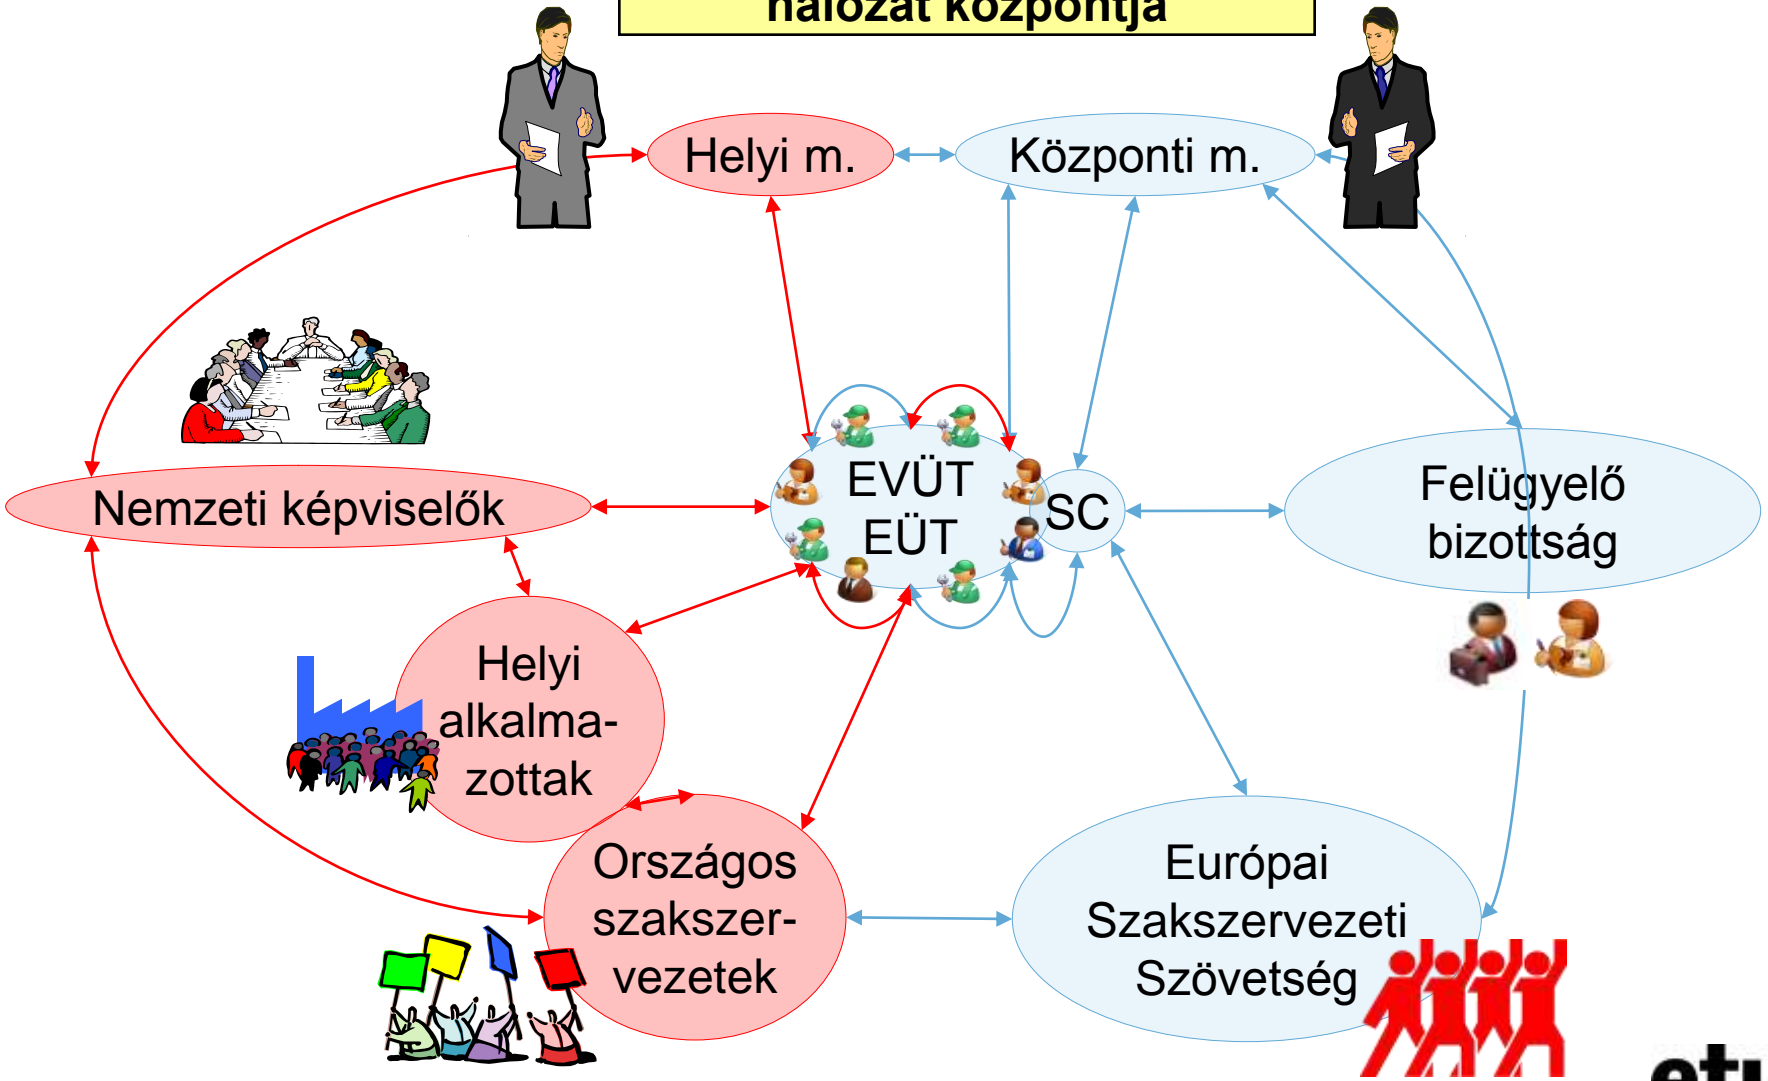 hálózat központja
Helyi m.
Központi m.
EVÜT
EÜT
SC
Nemzeti képviselők
Felügyelő
bizottság
Helyi
alkalma-
zottak
Országos
szakszer-
vezetek
Európai
Szakszervezeti
Szövetség